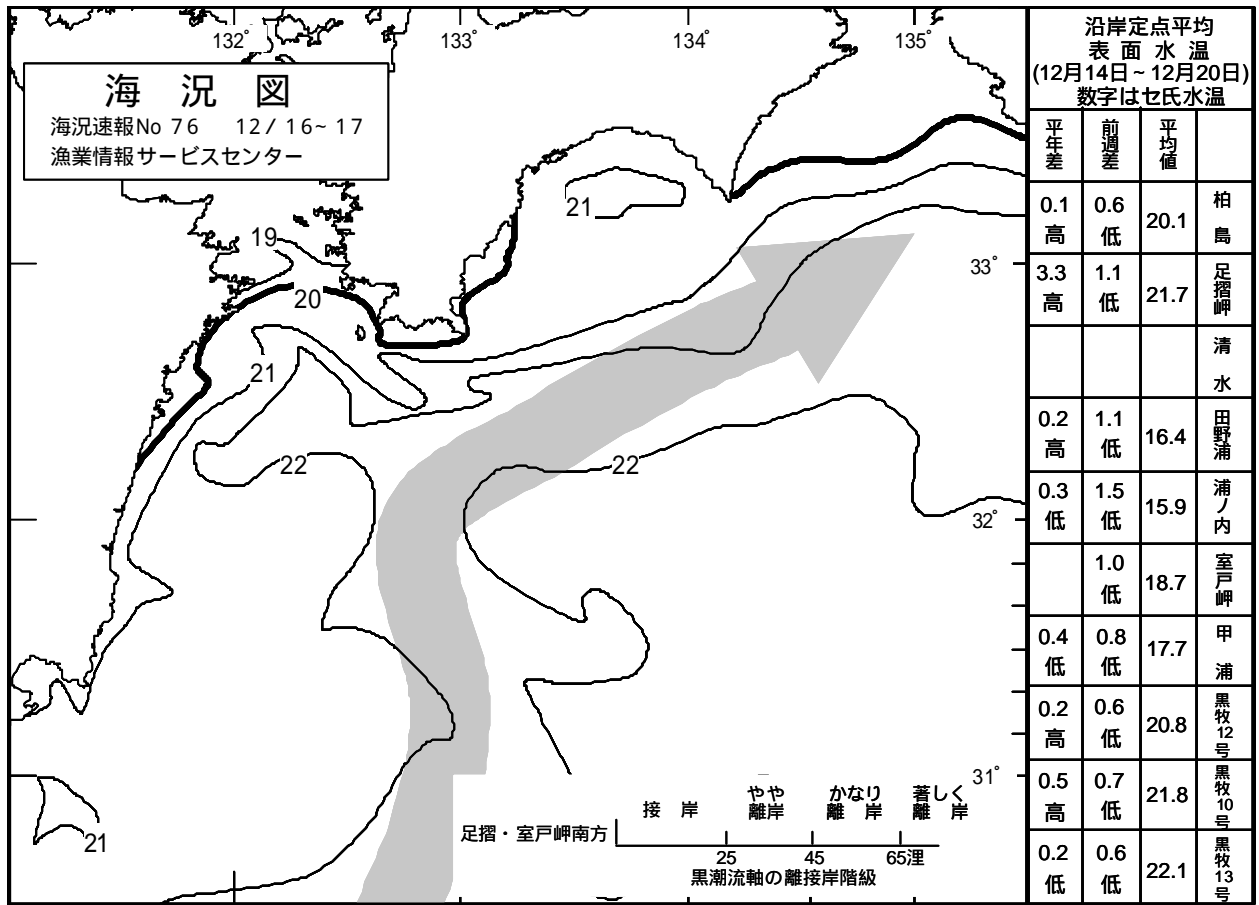 132°
133°
134°
135°
海 況 図
海況速報No 76 12/16~17
漁業情報サービスセンター
21
19
20
33°
21
22
22
32°
31°
21
接 岸
やや
離岸
かなり
離 岸
著しく
離 岸
足摺・室戸岬南方
25
45
65浬
黒潮流軸の離接岸階級
沿岸定点平均
表 面 水 温
(12月14日~12月20日)
数字はセ氏水温
平年差 前週差 平均値
0.1高 0.6低 20.1 柏島
3.3高 1.1低 21.7 足摺岬
清水
0.2高 1.1低 16.4 田野浦
0.3低 1.5低 15.9 浦ノ内
1.0低 18.7 室戸岬
0.4低 0.8低 17.7 甲浦
0.2高 0.6低 20.8 黒牧12号
0.5高 0.7低 21.8 黒牧10号
0.2低 0.6低 22.1 黒牧13号